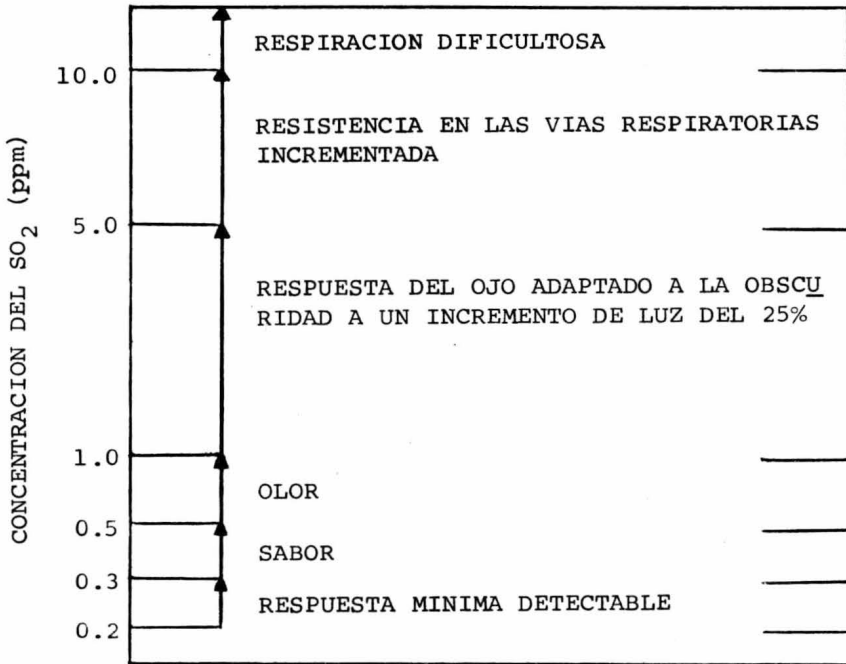 CONCENTRACION DEL SO2 (ppm)
RESPIRACION DIFICULTOSA
10.0
RESISTENCIA EN LAS VIAS RESPIRATORIAS
INCREMENTADA
5.0
RESPUESTA DEL OJO ADAPTADO A LA OBSCU
RIDAD A UN INCREMENTO DE LUZ DEL 25%
1.0
OLOR
0.5
SABOR
0.3
RESPUESTA MINIMA DETECTABLE
0.2